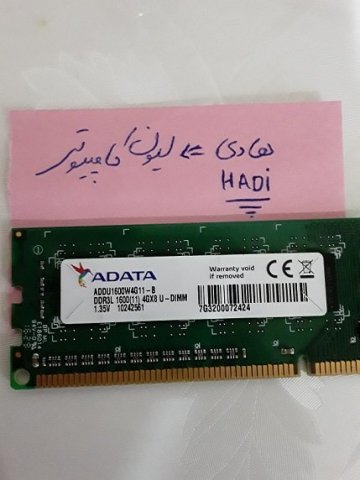 هادی => لیون کامپیوتر
HADi
ADATA
ADDU1600W4G11-B
DDR3L 1600(11) 4GX8 U-DIMM
1.35V 10242561
Warranty void
if removed
CE
7G3200072424